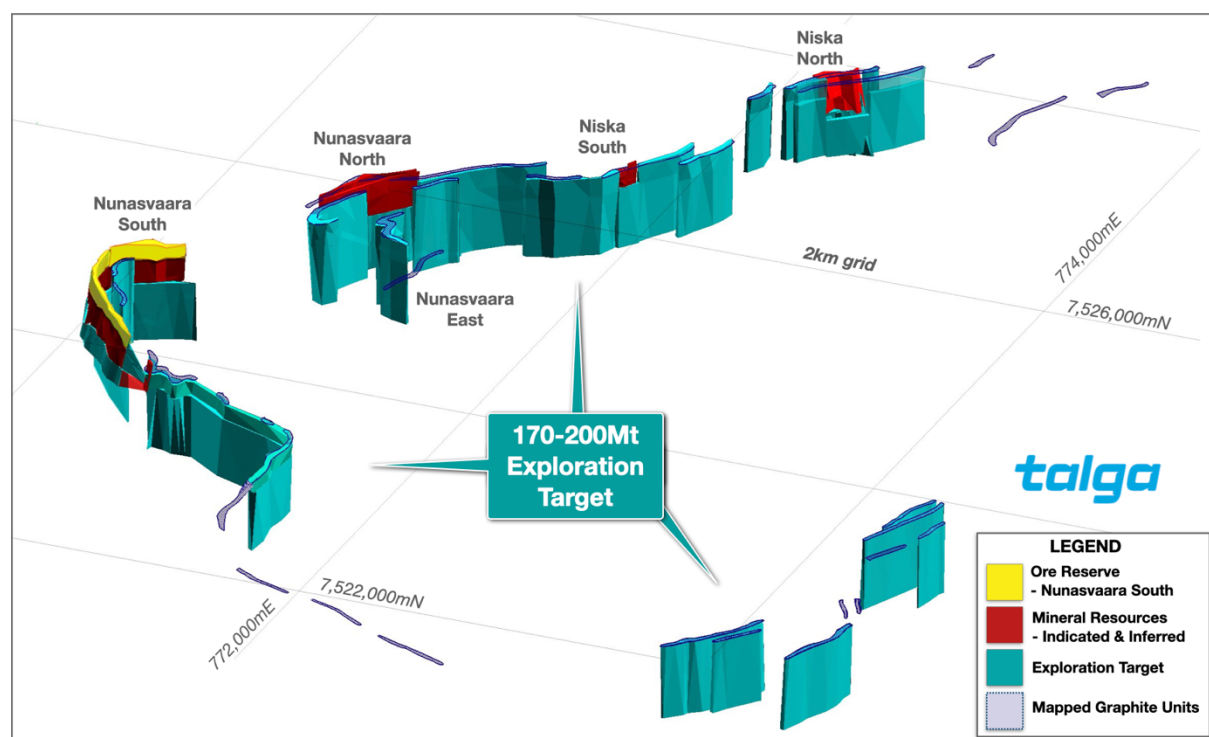 Niska
North
Nunasvaara
North
Niska
South
Nunasvaara
South
774,000mE
2km grid
7,526,000mN
Nunasvaara
East
170-200Mt
Exploration
Target
talga
LEGEND
Ore Reserve
- Nunasvaara South
Mineral Resources
- Indicated & Inferred
Exploration Target
Mapped Graphite Units
7,522,000mN
772,000mE